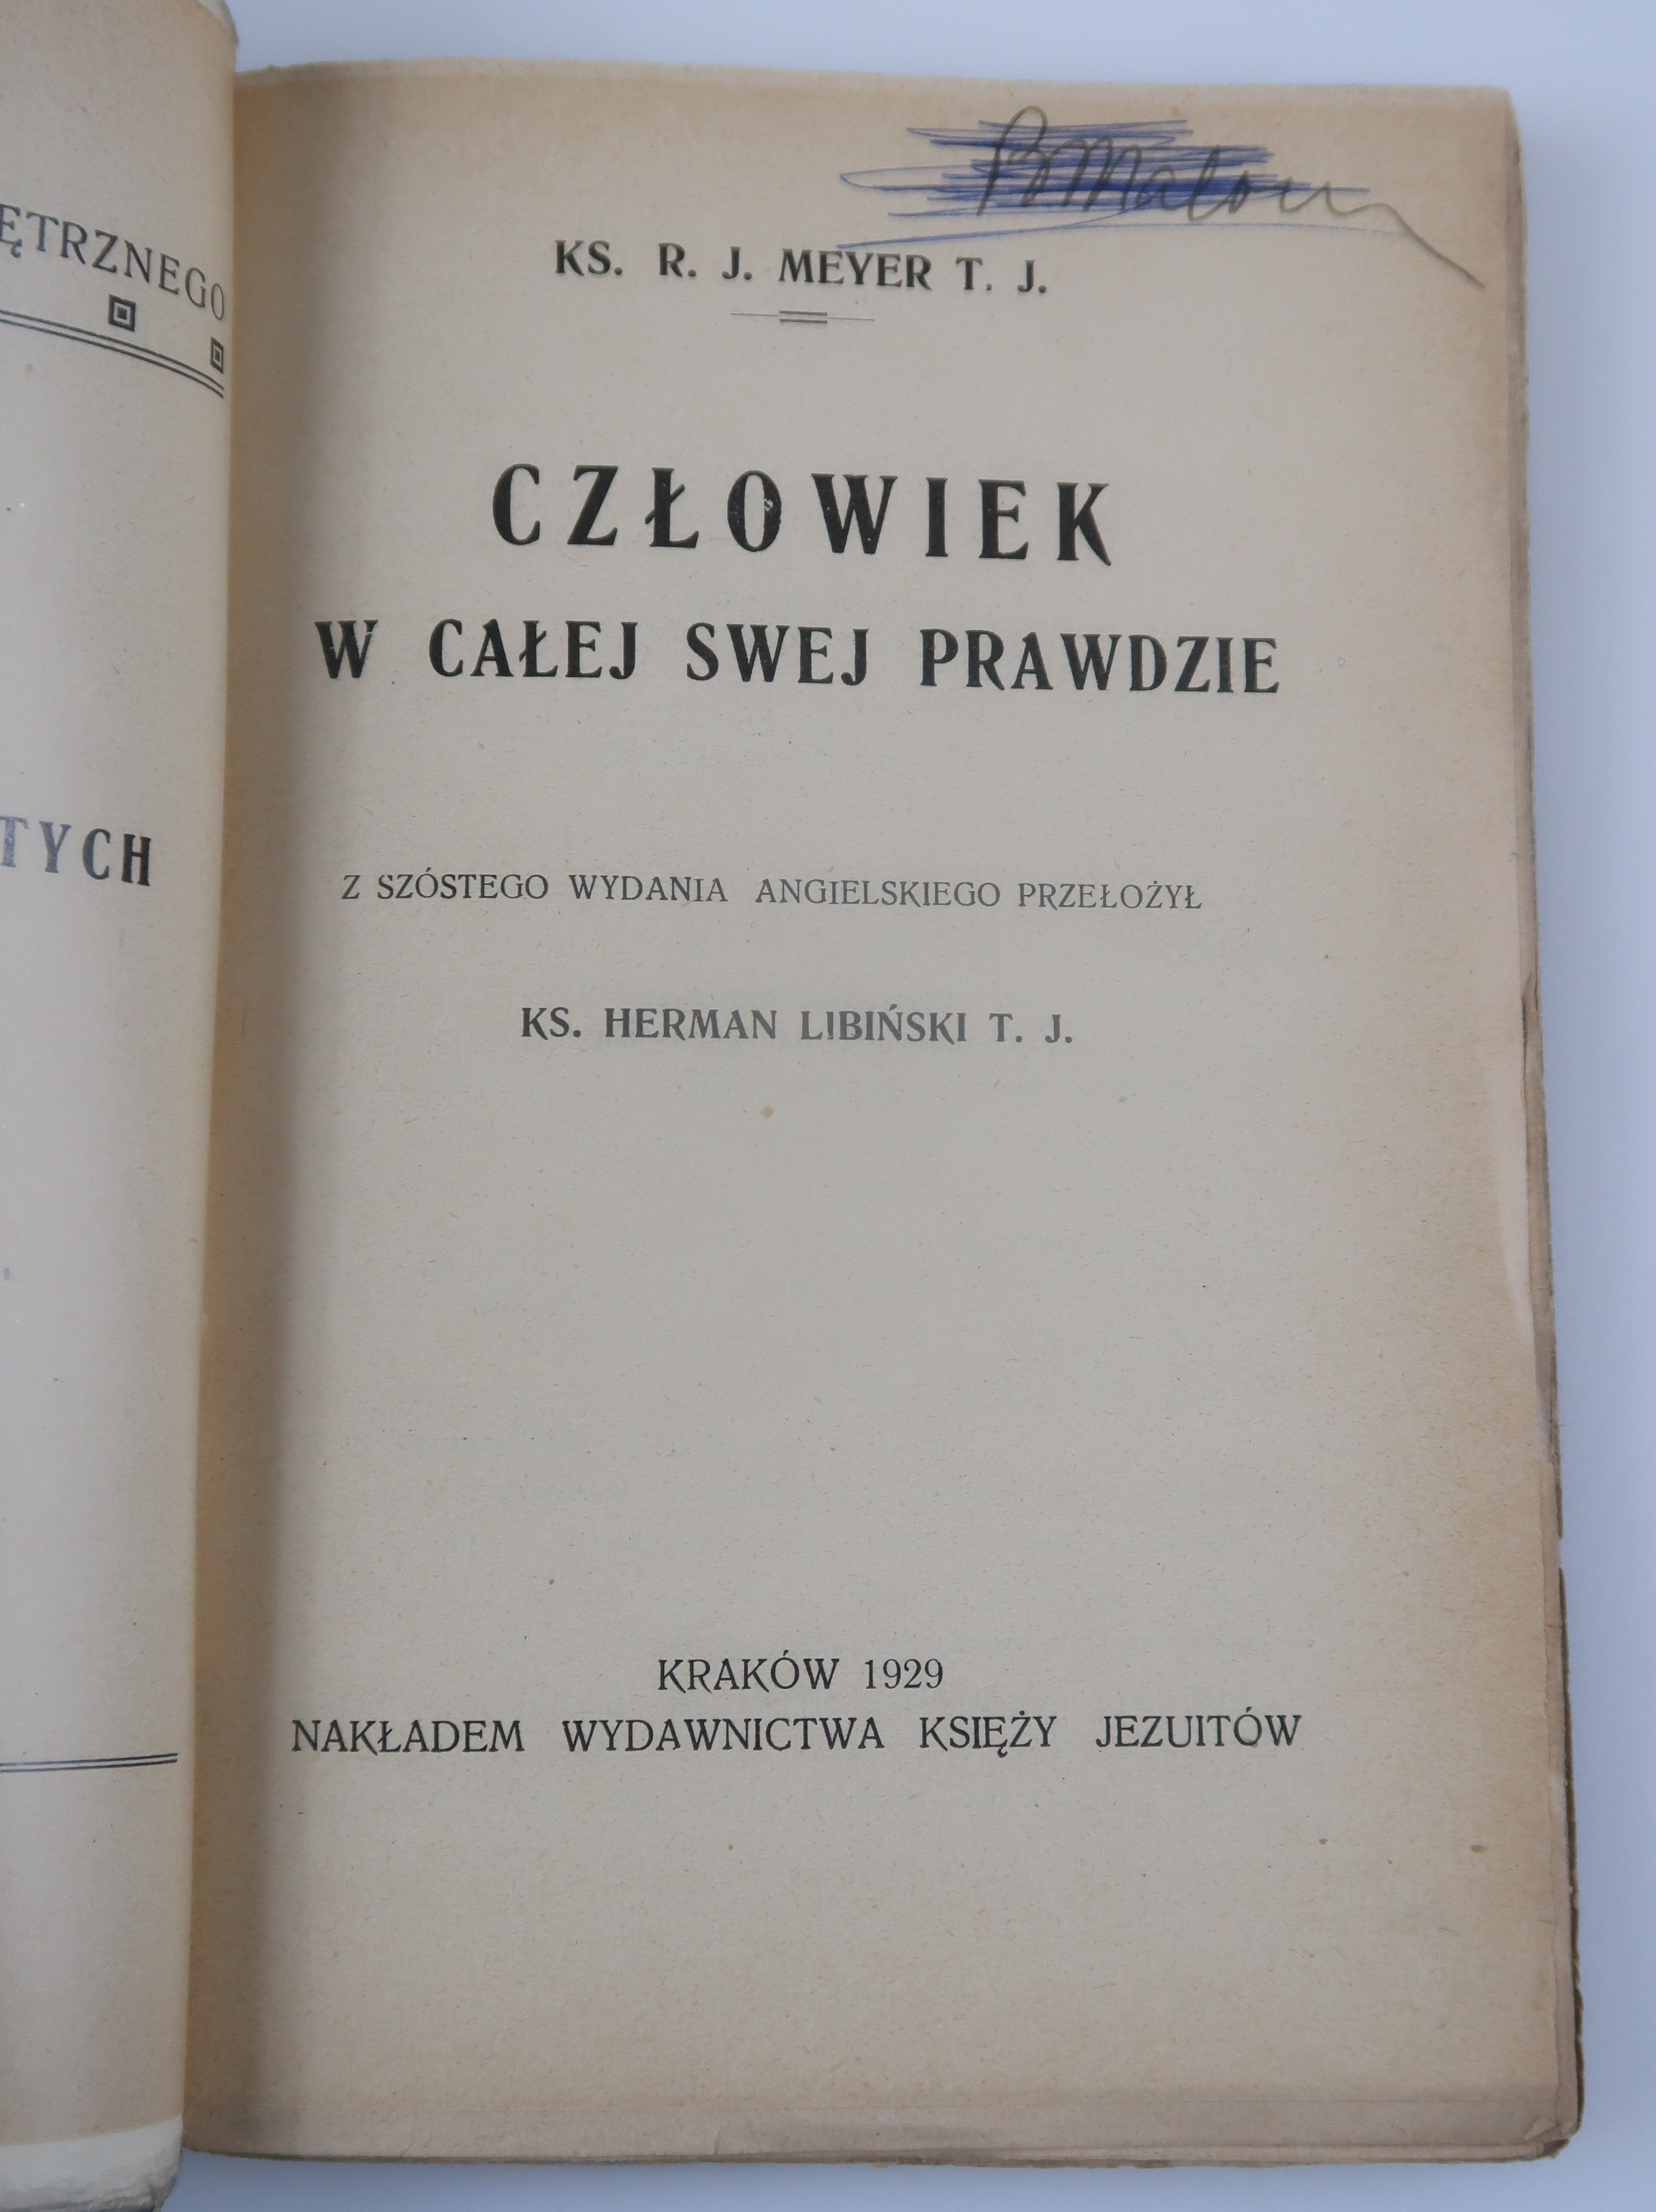 ĘTRZNEGO
TYCH
KS. R. J. MEYER T. J.
CZŁOWIEK
W CAŁEJ SWEJ PRAWDZIE
Z SZÓSTEGO WYDANIA ANGIELSKIEGO PRZEŁOŻYŁ
KS. HERMAN LIBIŃSKI T. J.
KRAKÓW 1929
NAKŁADEM WYDAWNICTWA KSIĘŻY JEZUITÓW